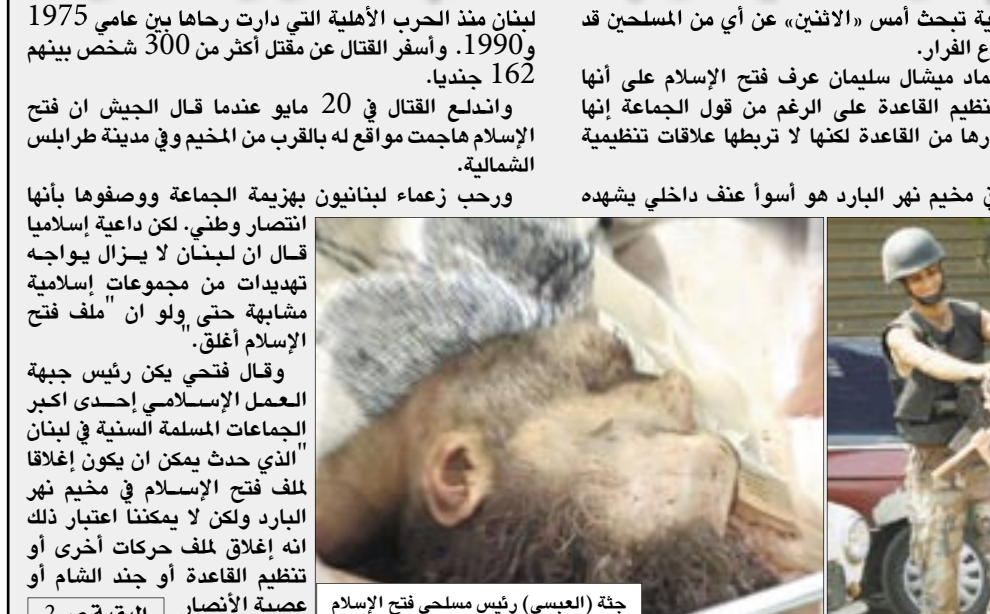 ية تبحث أمس «الاثنين» عن أي من المسلحين قد
ع الفرار.
ماد ميشال سليمان عرف فتح الإسلام على أنها
نظيم القاعدة على الرغم من قول الجماعة إنها
رها من القاعدة لكنها لا تربطها علاقات تنظيمية
ي مخيم نهر البارد هو أسوأ عنف داخلي يشهده
لبنان منذ الحرب الأهلية التي دارت رحاها بين عامي 1975
و1990. وأسفر القتال عن مقتل أكثر من 300 شخص بينهم
162 جنديا.
واندلع القتال في 20 مايو عندما قال الجيش ان فتح
الإسلام هاجمت مواقع له بالقرب من المخيم وفي مدينة طرابلس
الشمالية.
ورحب زعماء لبنانيون بهزيمة الجماعة ووصفوها بأنها
انتصار وطني. لكن داعية إسلاميا
قال ان لبنان لا يزال يواجه
تهديدات من مجموعات إسلامية
مشابهة حتى ولو ان "ملف فتح
الإسلام أغلق."
وقال فتحي يكن رئيس جبهة
العمل الإسلامي إحدى اكبر
الجماعات المسلمة السنية في لبنان
"الذي حدث يمكن ان يكون إغلاقا
لملف فتح الإسلام في مخيم نهر
البارد ولكن لا يمكننا اعتبار ذلك
انه إغلاق لملف حركات أخرى أو
تنظيم القاعدة أو جند الشام أو
عصبة الأنصار
البقية ص 2
جثة (العبسي) رئيس مسلحي فتح الإسلام